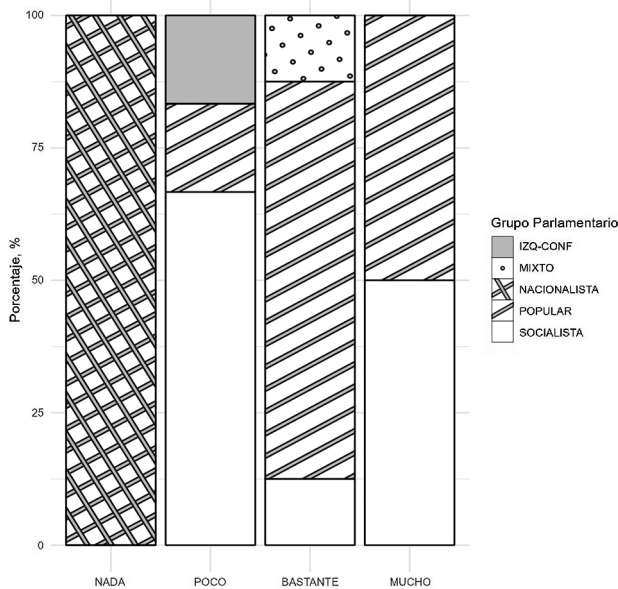 100
75
50
25
0
Porcentaje, %
NADA
POCO
BASTANTE
MUCHO
Grupo Parlamentario
IZQ-CONF
MIXTO
NACIONALISTA
POPULAR
SOCIALISTA